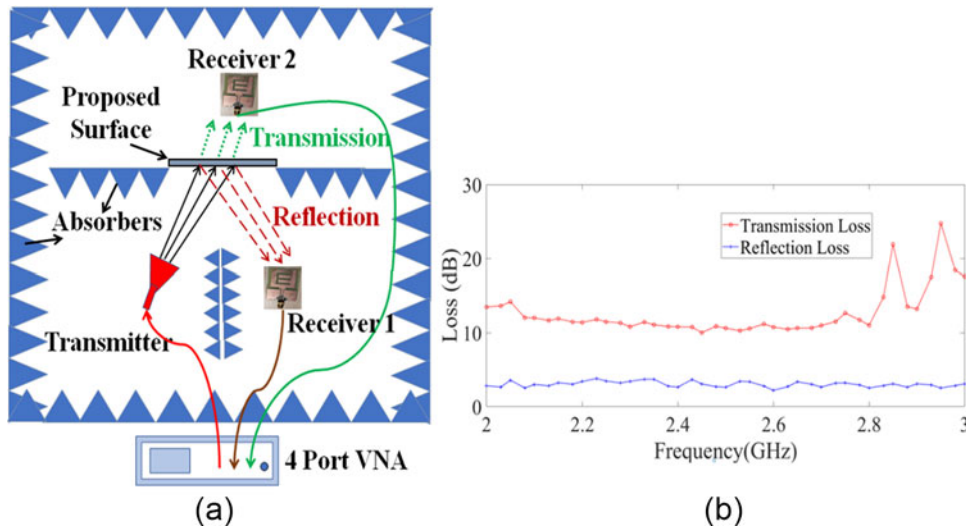 Receiver 2
Proposed
Surface
Transmission
Absorbers
Reflection
Receiver 1
Transmitter
4 Port VNA
(a)
30
20
10
0
Loss (dB)
Transmission Loss
Reflection Loss
2 2.2 2.4 2.6 2.8 3
Frequency(GHz)
(b)